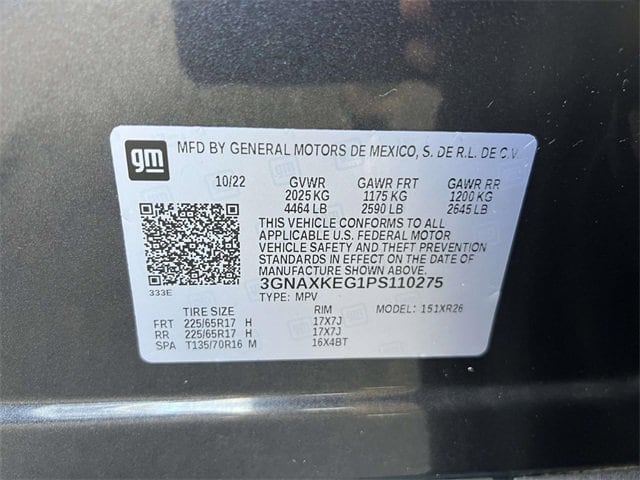 gm MFD BY GENERAL MOTORS DE MEXICO, S. DE R.L. DE C.V.
10/22 GVWR GAWR FRT GAWR RR
2025 KG 1175 KG 1200 KG
4464 LB 2590 LB 2645 LB
THIS VEHICLE CONFORMS TO ALL
APPLICABLE U.S. FEDERAL MOTOR
VEHICLE SAFETY AND THEFT PREVENTION
STANDARDS IN EFFECT ON THE DATE OF
MANUFACTURE SHOWN ABOVE.
333E 3GNAXKEG1PS110275
TYPE: MPV
TIRE SIZE RIM MODEL: 151XR26
FRT 225/65R17 H 17X7J
RR 225/65R17 H 17X7J
SPA T135/70R16 M 16X4BT